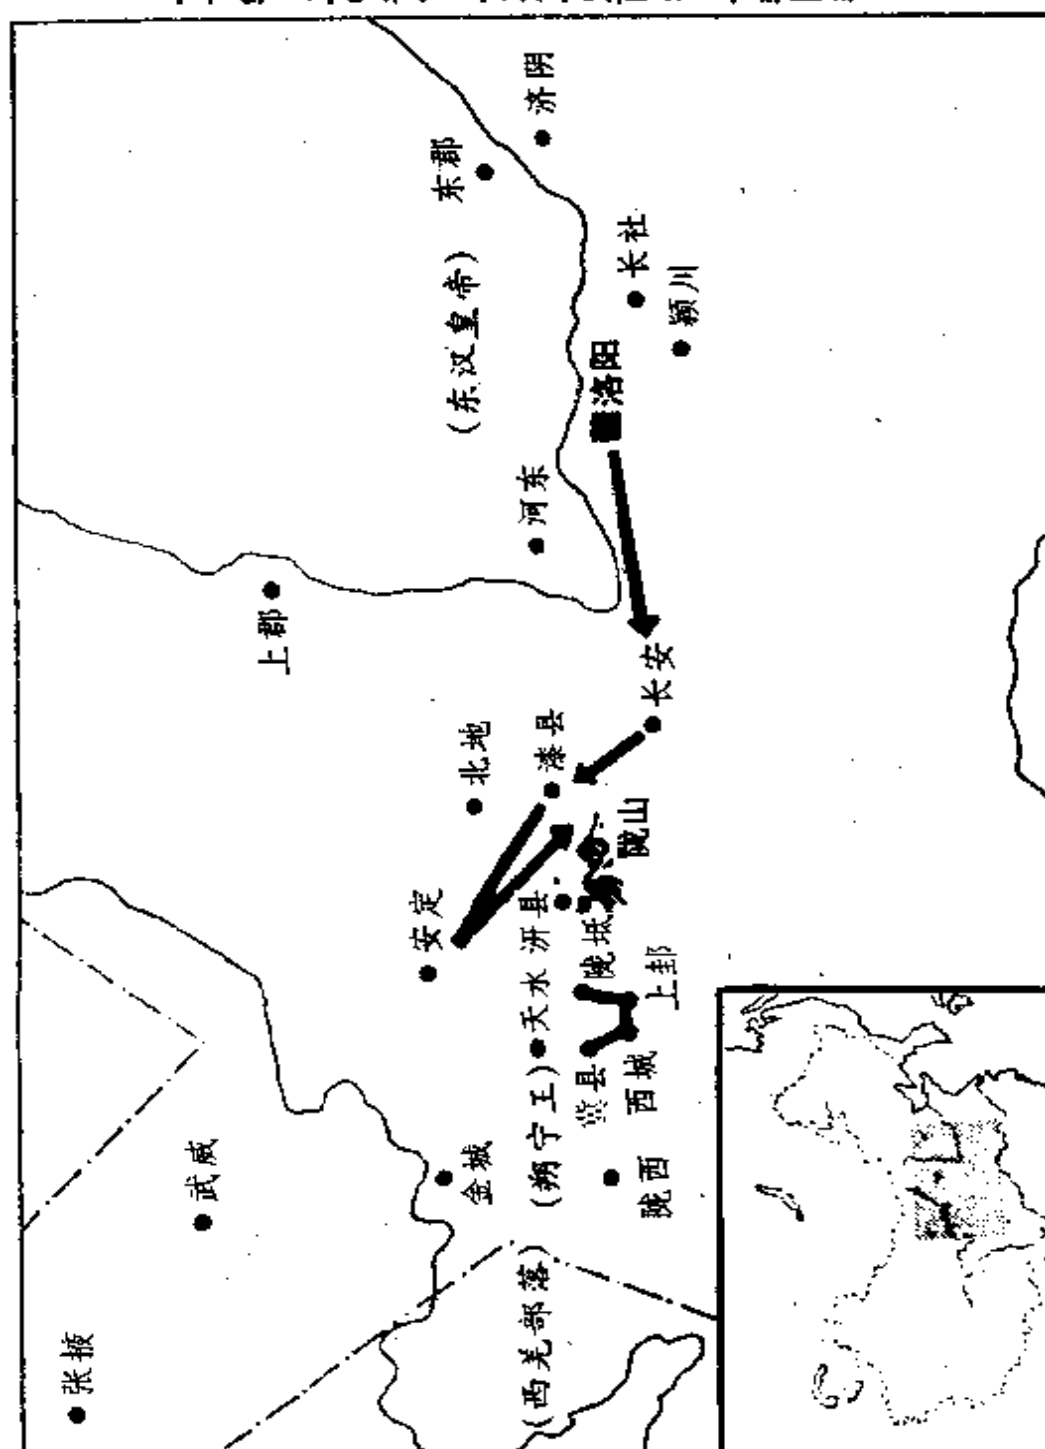 济阴
东郡
长社
颍川
(东汉皇帝)
洛阳
河东
上郡
长安
漆县
北地
陇山
安定
汧县
陇坻
上邽
天水
冀县
西城
(朔宁王)
金城
陇西
武威
(西羌部落)
张掖